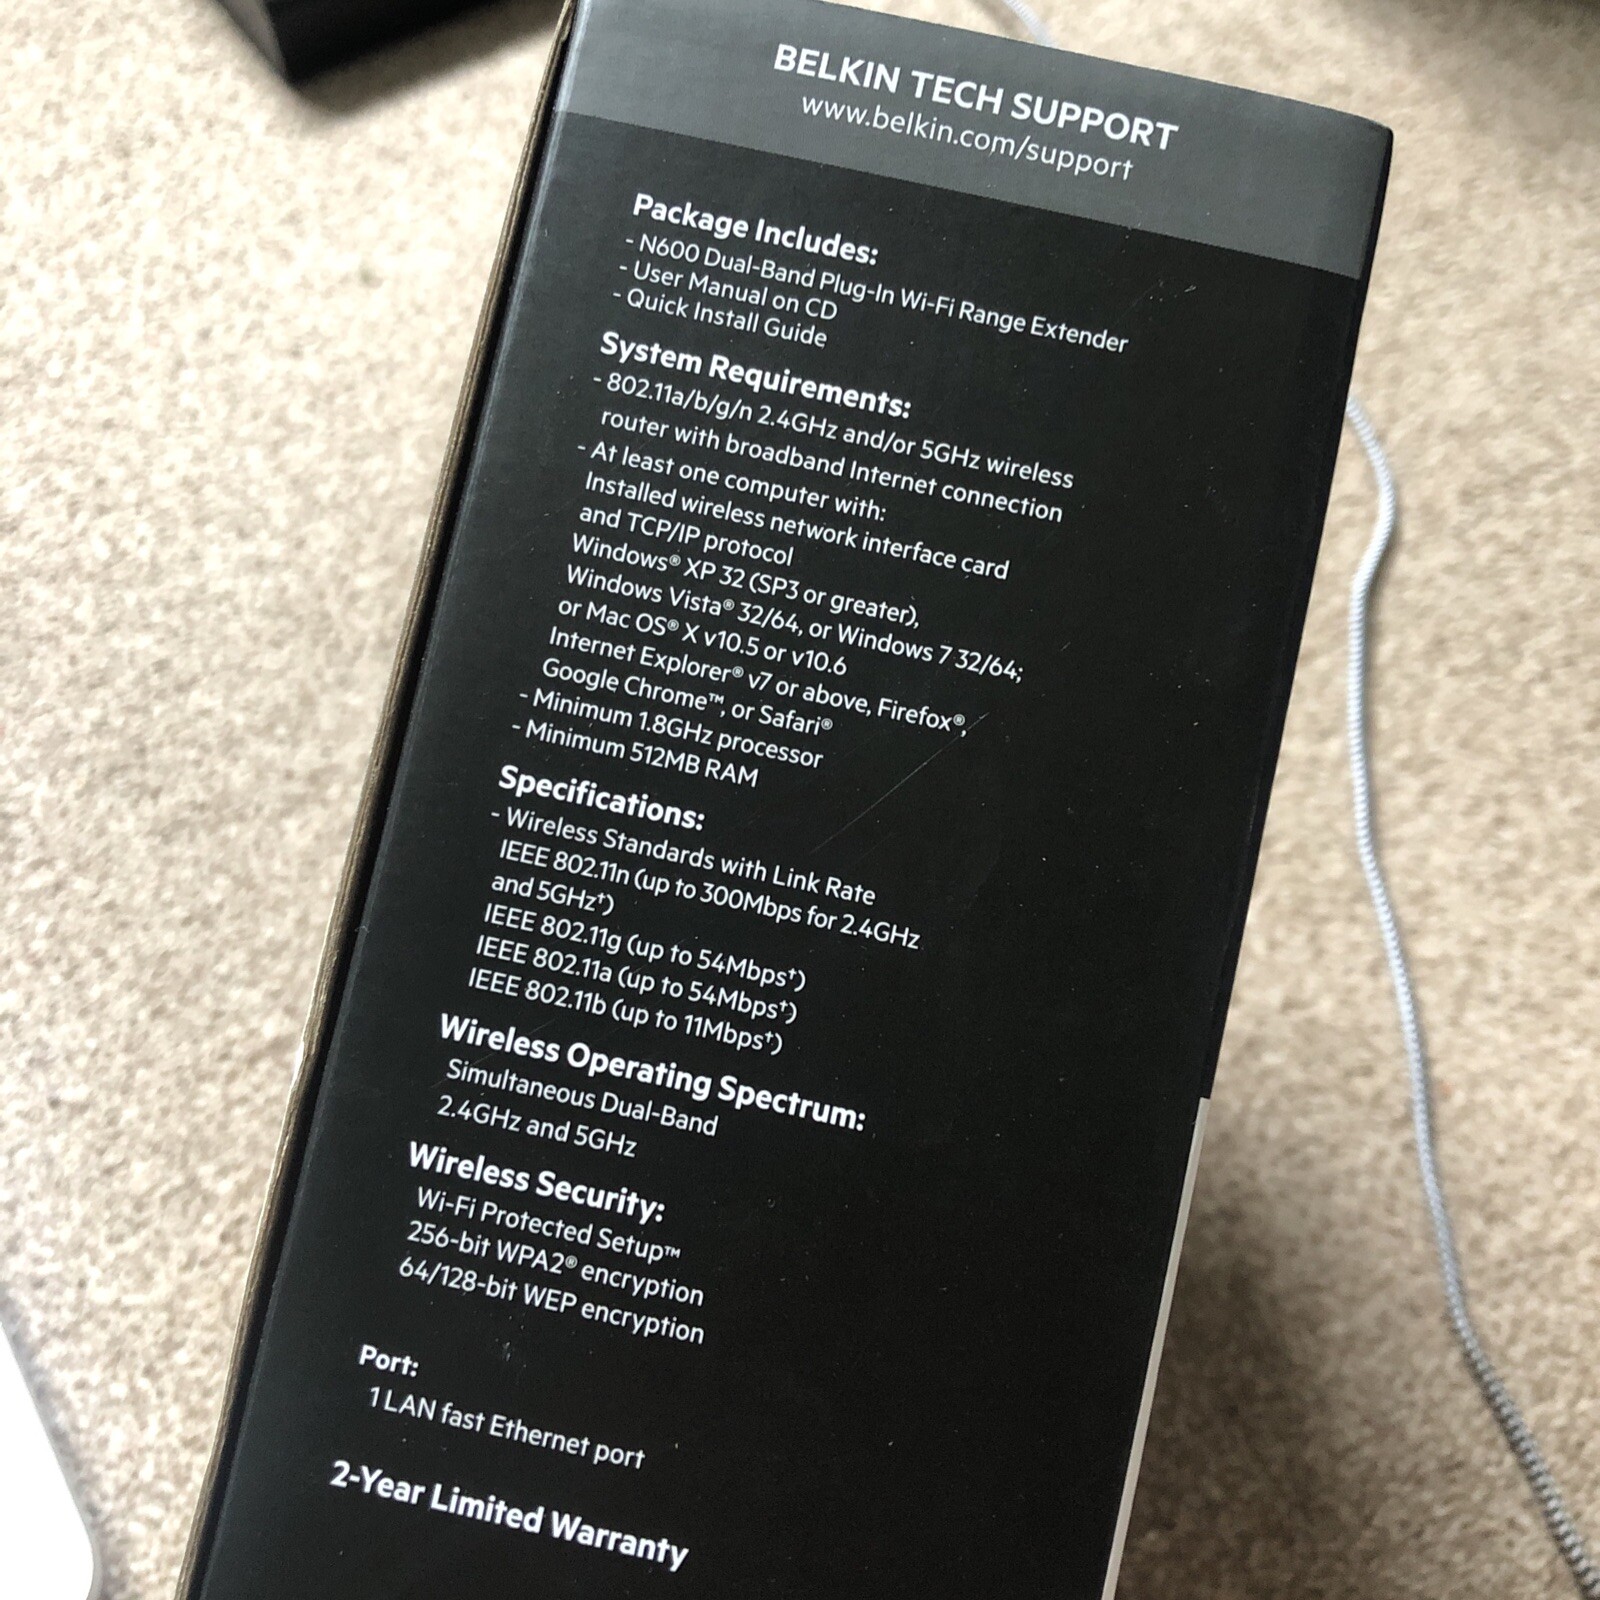 BELKIN TECH SUPPORT
www.belkin.com/support
Package Includes:
- N600 Dual-Band Plug-In Wi-Fi Range Extender
- User Manual on CD
- Quick Install Guide
System Requirements:
- 802.11a/b/g/n 2.4GHz and/or 5GHz wireless
router with broadband Internet connection
- At least one computer with:
Installed wireless network interface card
and TCP/IP protocol
Windows® XP 32 (SP3 or greater),
Windows Vista® 32/64, or Windows 7 32/64;
or Mac OS® X v10.5 or v10.6
Internet Explorer® v7 or above, Firefox®,
Google Chrome™, or Safari®
- Minimum 1.8GHz processor
- Minimum 512MB RAM
Specifications:
- Wireless Standards with Link Rate
IEEE 802.11n (up to 300Mbps for 2.4GHz
and 5GHz†)
IEEE 802.11g (up to 54Mbps†)
IEEE 802.11a (up to 54Mbps†)
IEEE 802.11b (up to 11Mbps†)
Wireless Operating Spectrum:
Simultaneous Dual-Band
2.4GHz and 5GHz
Wireless Security:
Wi-Fi Protected Setup™
256-bit WPA2® encryption
64/128-bit WEP encryption
Port:
1 LAN fast Ethernet port
2-Year Limited Warranty